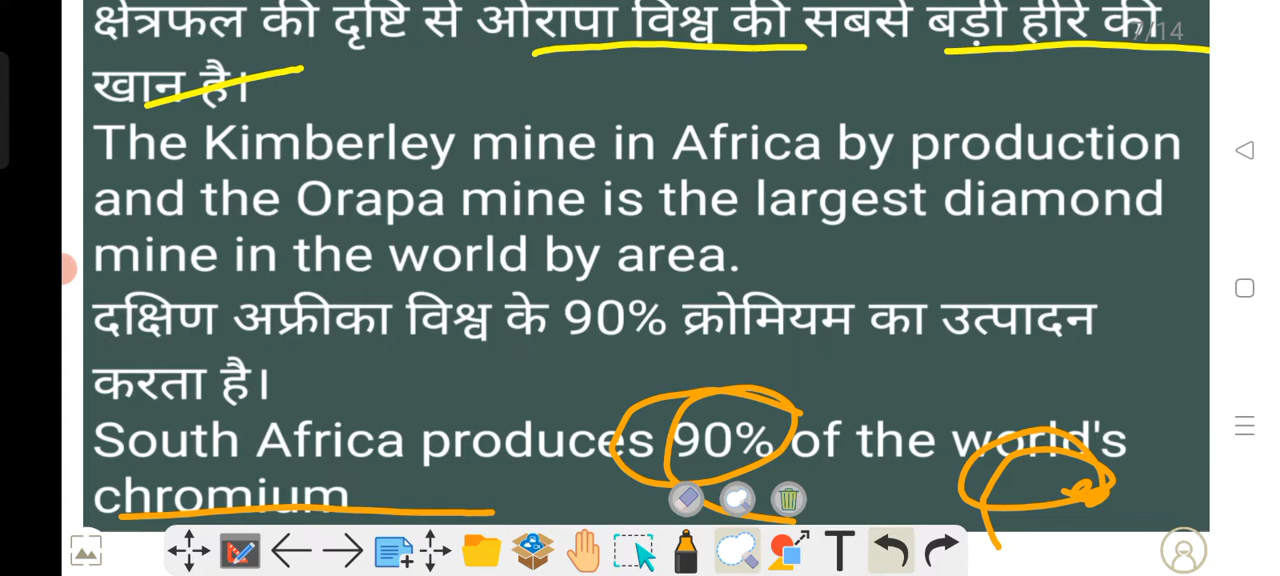 क्षेत्रफल की दृष्टि से ओरापा विश्व की सबसे बड़ी हीरे की
7/14
खान है।
The Kimberley mine in Africa by production
and the Orapa mine is the largest diamond
mine in the world by area.
दक्षिण अफ्रीका विश्व के 90% क्रोमियम का उत्पादन
करता है।
South Africa produces 90% of the world's
chromium
T